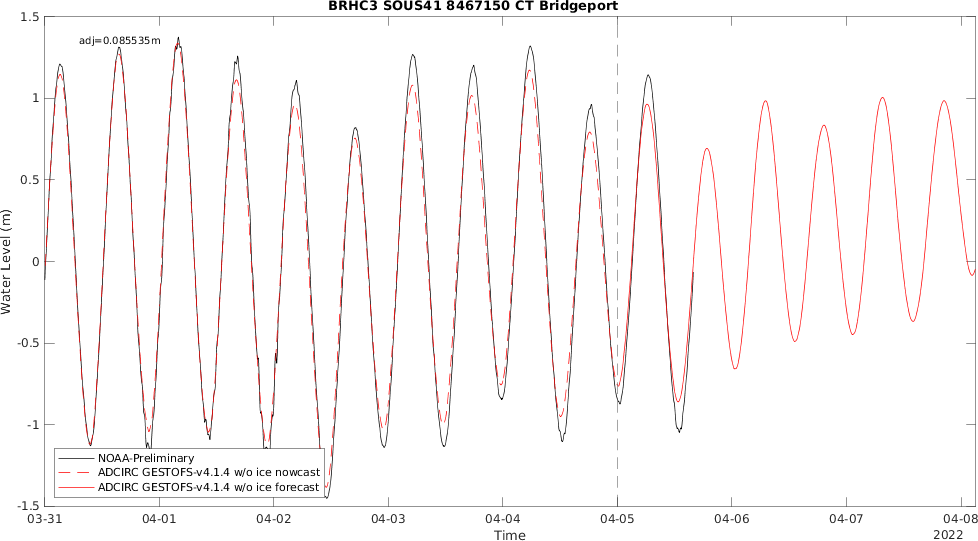 BRHC3 SOUS41 8467150 CT Bridgeport
adj=0.085535m
1.5
1
0.5
0
-0.5
-1
-1.5
Water Level (m)
NOAA-Preliminary
ADCIRC GESTOFS-v4.1.4 w/o ice nowcast
ADCIRC GESTOFS-v4.1.4 w/o ice forecast
03-31 04-01 04-02 04-03 04-04 04-05 04-06 04-07 04-08
Time
2022